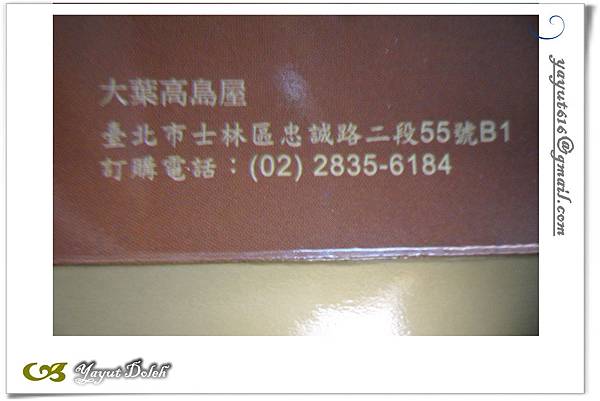 大葉高島屋
臺北市士林區忠誠路二段55號B1
訂購電話：(02) 2835-6184
yayut616@gmail.com
Yayut Doleh